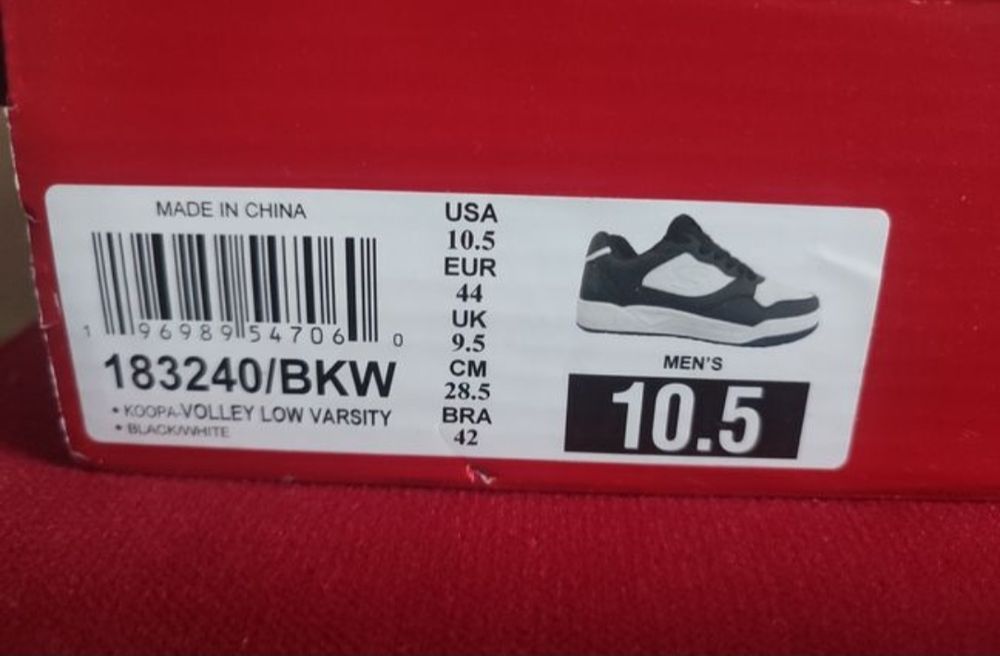 MADE IN CHINA
1 96989 54706 0
183240/BKW
• KOOPA-VOLLEY LOW VARSITY
• BLACK/WHITE
USA
10.5
EUR
44
UK
9.5
CM
28.5
BRA
42
MEN'S
10.5